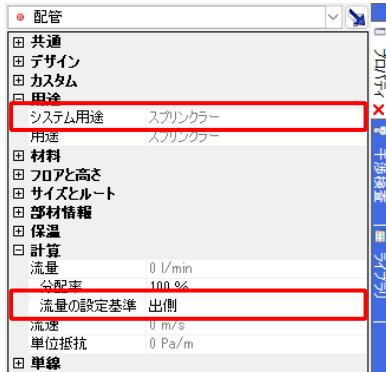 配管
共通
デザイン
カスタム
用途
システム用途 スプリンクラー
用途 スプリンクラー
材料
フロアと高さ
サイズとルート
部材情報
保温
計算
流量 0 l/min
分配率 100 %
流量の設定基準 出側
流速 0 m/s
単位抵抗 0 Pa/m
単線
プロパティ
干渉検査
ライブラリ